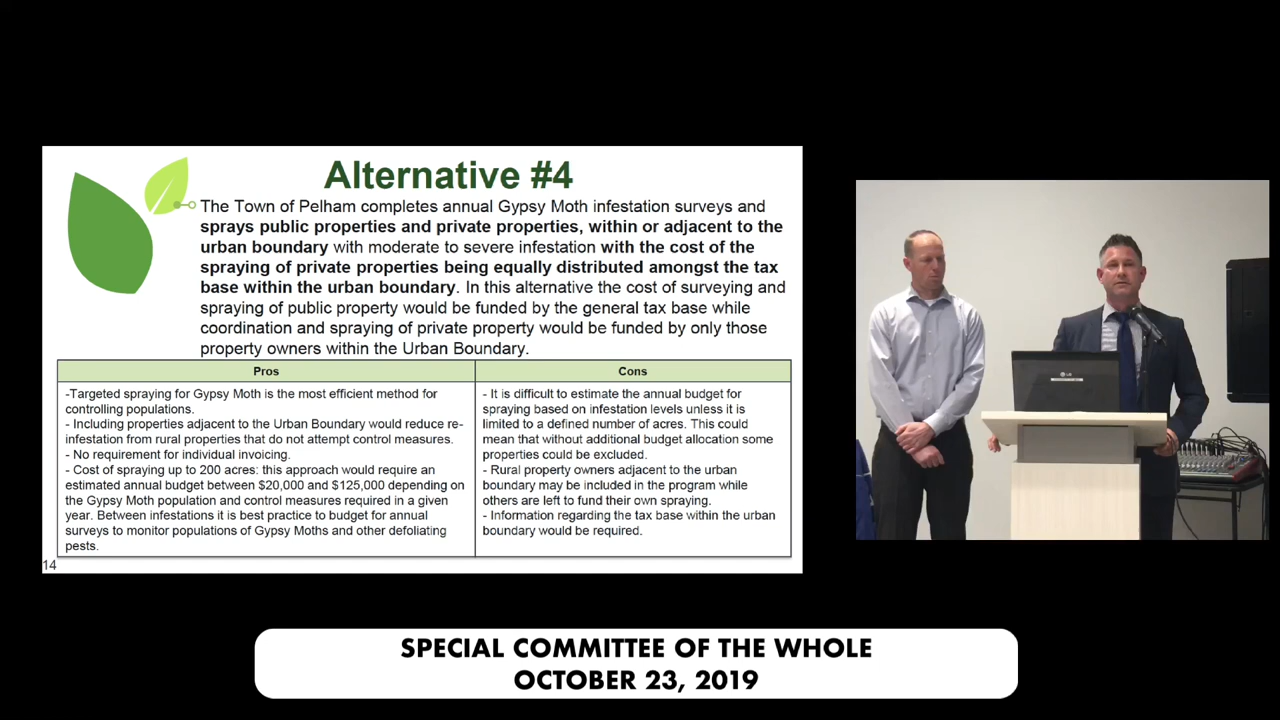 Alternative #4
The Town of Pelham completes annual Gypsy Moth infestation surveys and
sprays public properties and private properties, within or adjacent to the
urban boundary with moderate to severe infestation with the cost of the
spraying of private properties being equally distributed amongst the tax
base within the urban boundary. In this alternative the cost of surveying and
spraying of public property would be funded by the general tax base while
coordination and spraying of private property would be funded by only those
property owners within the Urban Boundary.
Pros
-Targeted spraying for Gypsy Moth is the most efficient method for
controlling populations.
- Including properties adjacent to the Urban Boundary would reduce re-
infestation from rural properties that do not attempt control measures.
- No requirement for individual invoicing.
- Cost of spraying up to 200 acres: this approach would require an
estimated annual budget between $20,000 and $125,000 depending on
the Gypsy Moth population and control measures required in a given
year. Between infestations it is best practice to budget for annual
surveys to monitor populations of Gypsy Moths and other defoliating
pests.
Cons
- It is difficult to estimate the annual budget for
spraying based on infestation levels unless it is
limited to a defined number of acres. This could
mean that without additional budget allocation some
properties could be excluded.
- Rural property owners adjacent to the urban
boundary may be included in the program while
others are left to fund their own spraying.
- Information regarding the tax base within the urban
boundary would be required.
14
LG
SPECIAL COMMITTEE OF THE WHOLE
OCTOBER 23, 2019